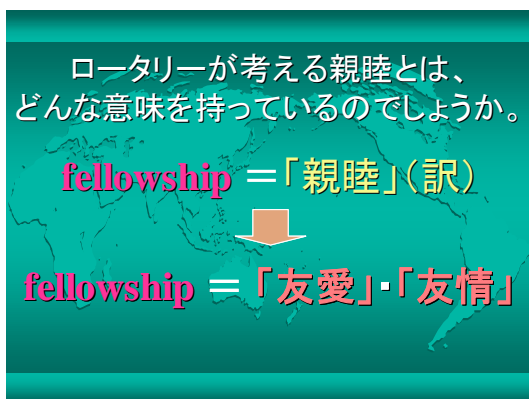 ロータリーが考える親睦とは、
どんな意味を持っているのでしょうか。
fellowship ＝「親睦」（訳）
fellowship ＝「友愛」・「友情」